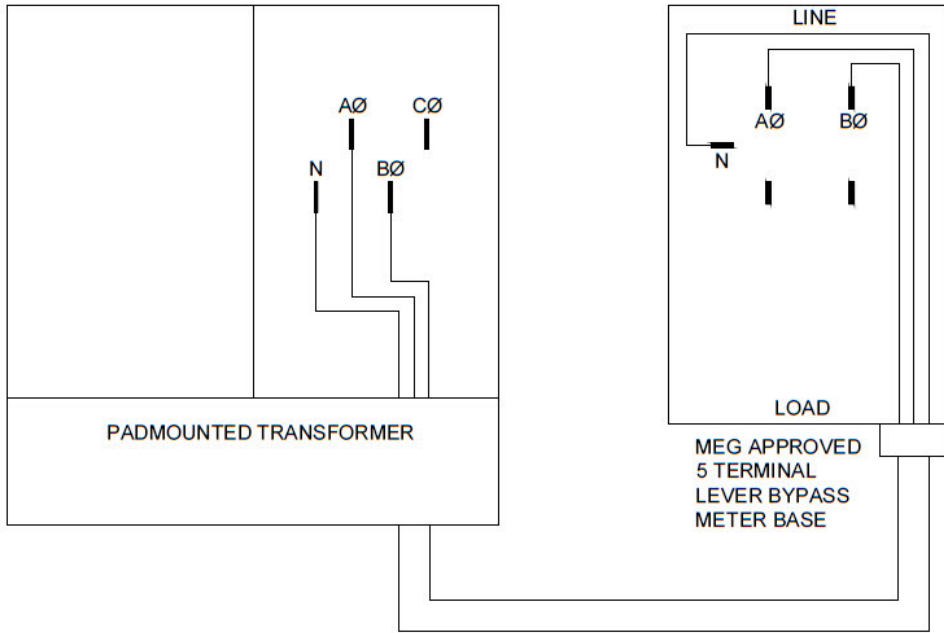 LINE
AØ CØ
N BØ
AØ BØ
N
PADMOUNTED TRANSFORMER
LOAD
MEG APPROVED
5 TERMINAL
LEVER BYPASS
METER BASE